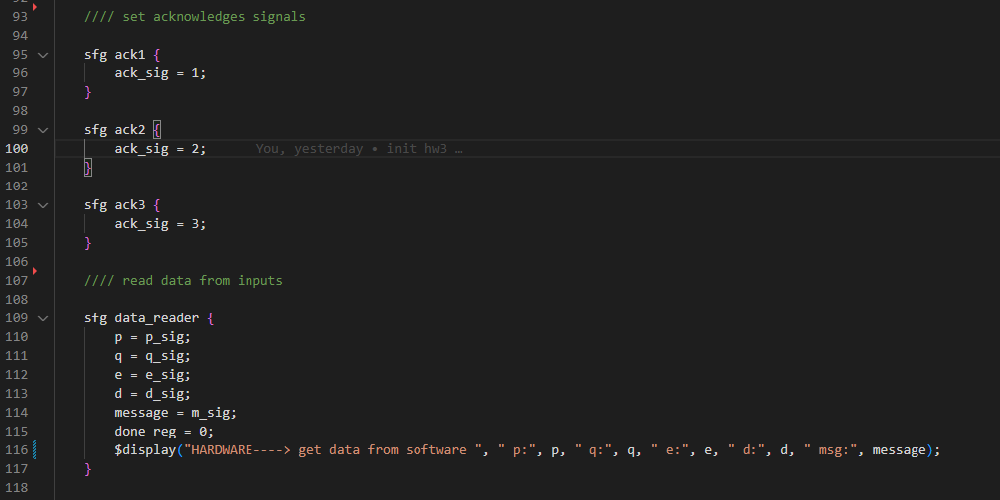 93 //// set acknowledges signals
94
95 sfg ack1 {
96 ack_sig = 1;
97 }
98
99 sfg ack2 {
100 ack_sig = 2; You, yesterday • init hw3 …
101 }
102
103 sfg ack3 {
104 ack_sig = 3;
105 }
106
107 //// read data from inputs
108
109 sfg data_reader {
110 p = p_sig;
111 q = q_sig;
112 e = e_sig;
113 d = d_sig;
114 message = m_sig;
115 done_reg = 0;
116 $display("HARDWARE----> get data from software ", " p:", p, " q:", q, " e:", e, " d:", d, " msg:", message);
117 }
118